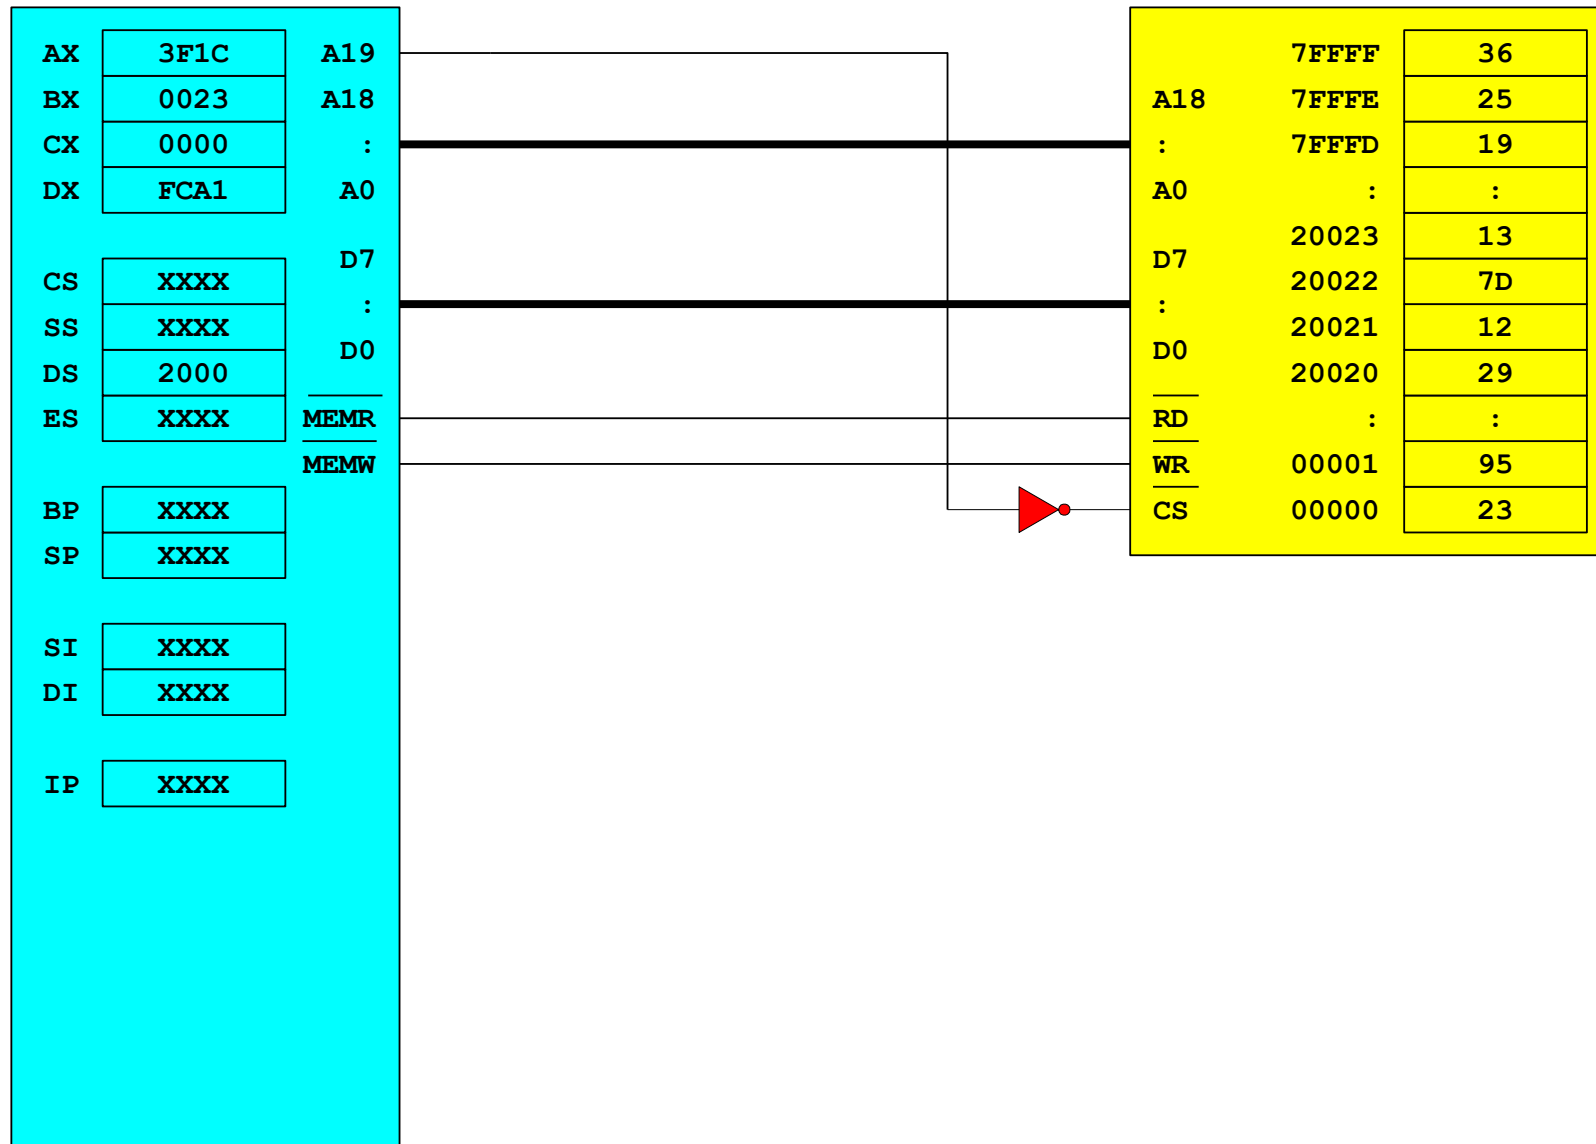 AX 3F1C A19
BX 0023 A18
CX 0000 :
DX FCA1 A0
D7
CS XXXX
:
SS XXXX
D0
DS 2000
ES XXXX MEMR
MEMW
BP XXXX
SP XXXX
SI XXXX
DI XXXX
IP XXXX
7FFFF 36
A18 7FFFE 25
: 7FFFD 19
A0 : :
20023 13
D7
20022 7D
:
20021 12
D0
20020 29
RD : :
WR 00001 95
CS 00000 23